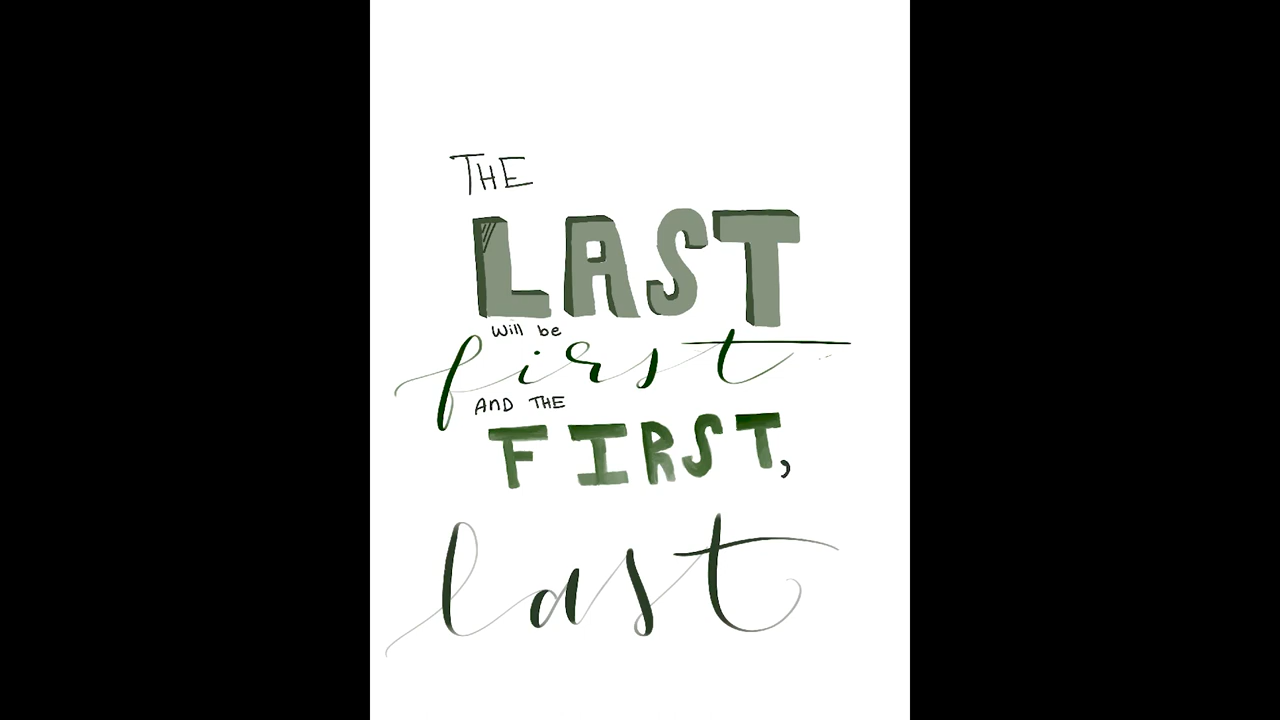 THE
LAST
will be
first
AND THE
FIRST,
last